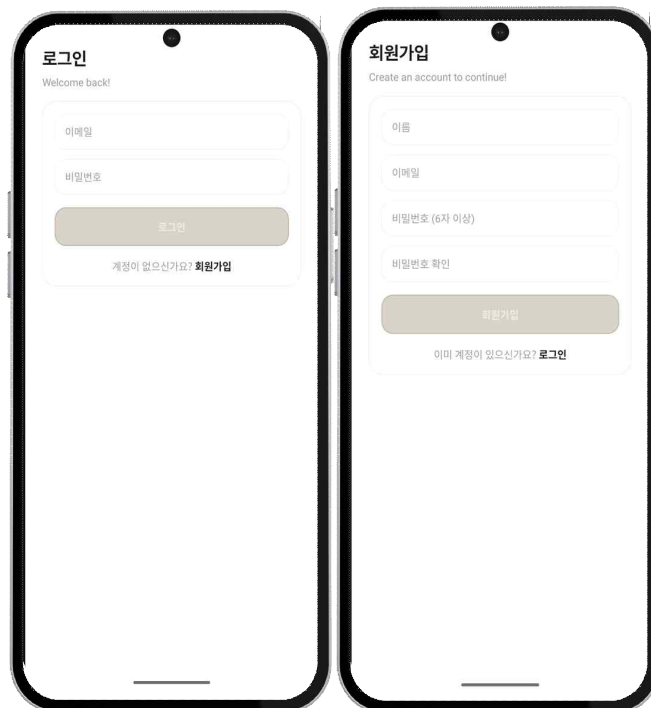 로그인
Welcome back!
이메일
비밀번호
로그인
계정이 없으신가요? 회원가입
회원가입
Create an account to continue!
이름
이메일
비밀번호 (6자 이상)
비밀번호 확인
회원가입
이미 계정이 있으신가요? 로그인